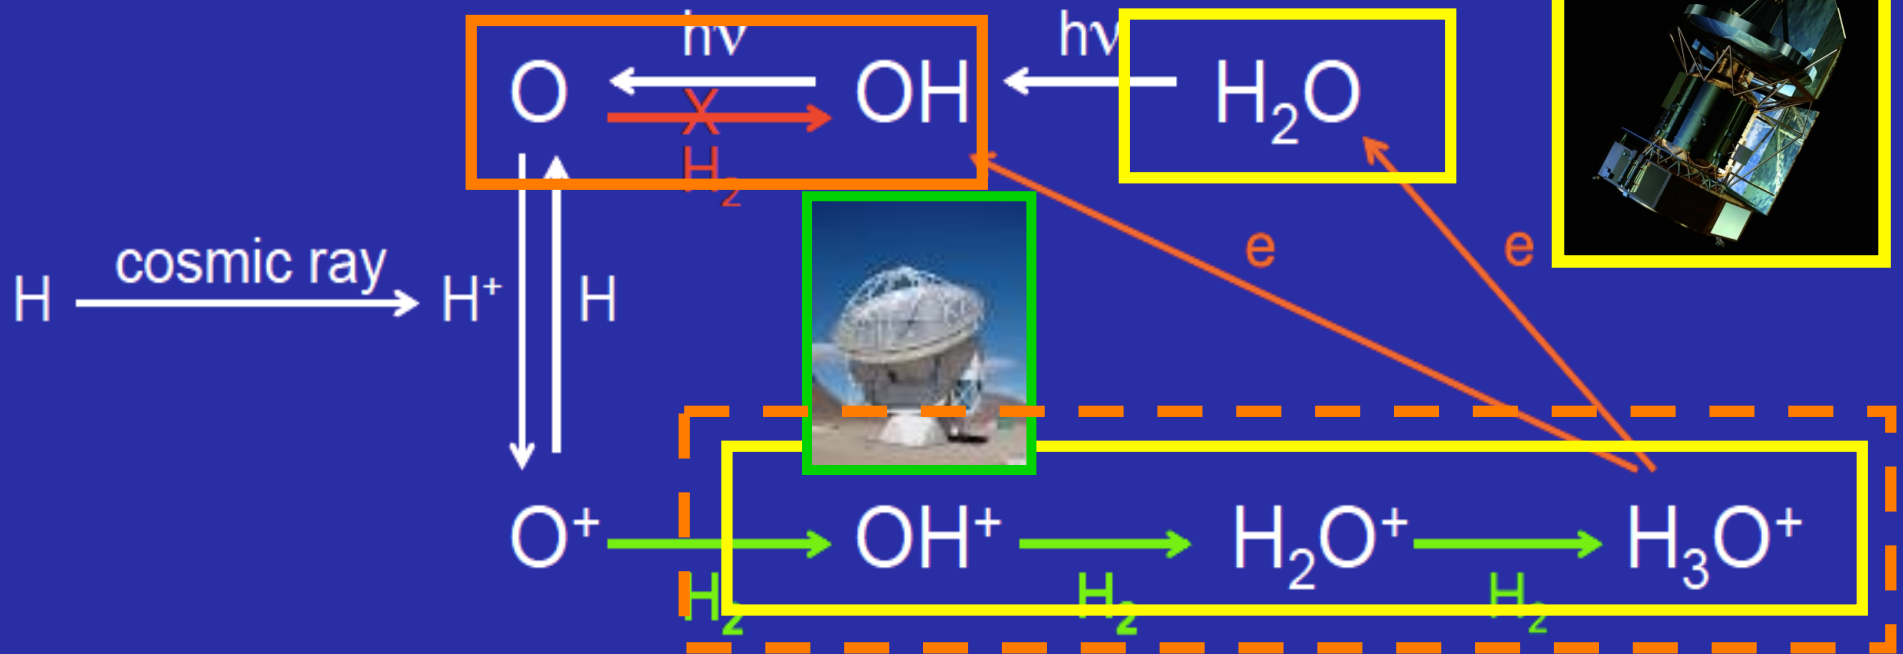 hν hν
O OH H₂O
X
H₂
cosmic ray
H H⁺ H
e e
O⁺ OH⁺ H₂O⁺ H₃O⁺
H₂ H₂ H₂